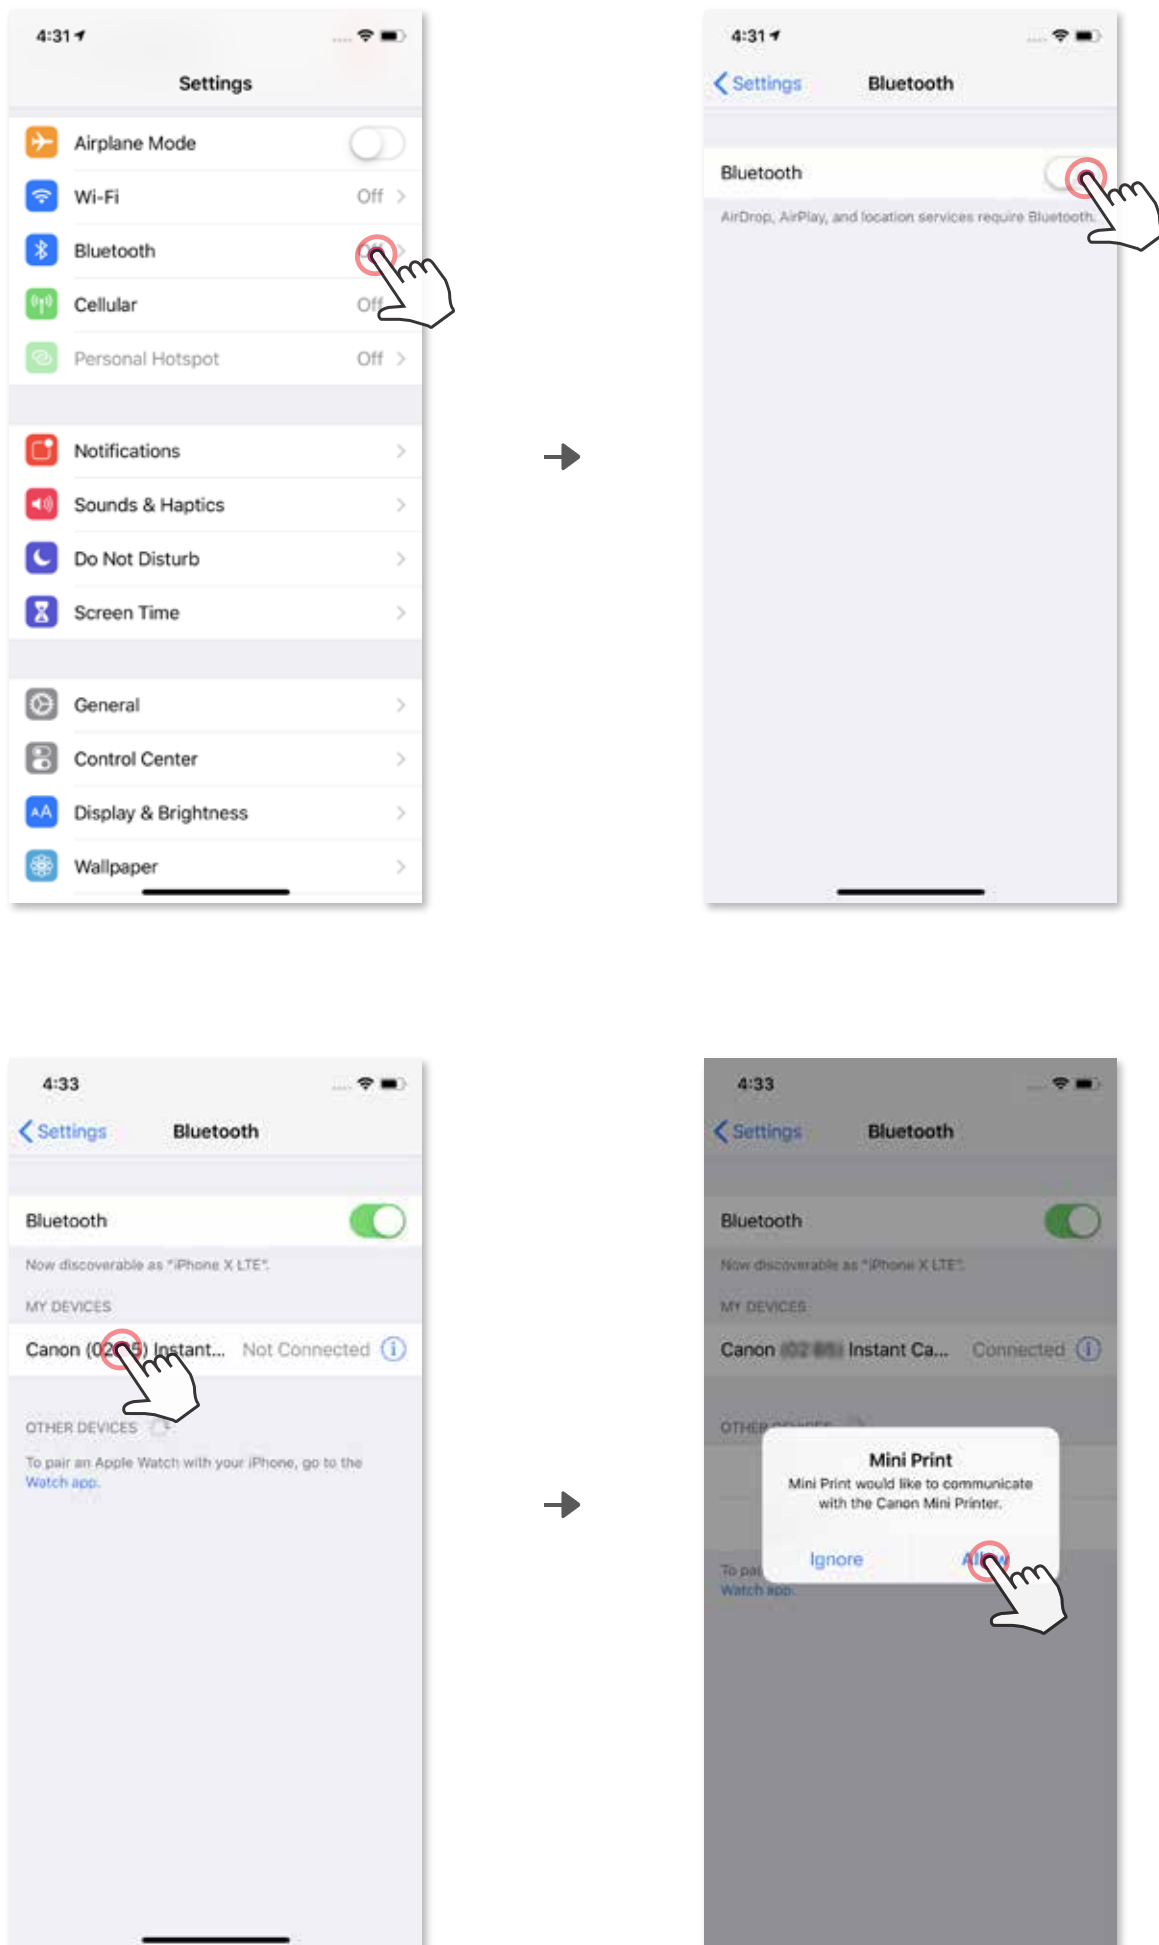 4:31
Settings
Airplane Mode
Wi-Fi Off
Bluetooth
Cellular Off
Personal Hotspot Off
Notifications
Sounds & Haptics
Do Not Disturb
Screen Time
General
Control Center
AA Display & Brightness
Wallpaper
4:31
Settings Bluetooth
Bluetooth
AirDrop, AirPlay, and location services require Bluetooth.
4:33
Settings Bluetooth
Bluetooth
Now discoverable as "iPhone X LTE".
MY DEVICES
Canon Instant... Not Connected
OTHER DEVICES
To pair an Apple Watch with your iPhone, go to the
Watch app.
4:33
Settings Bluetooth
Bluetooth
Now discoverable as "iPhone X LTE".
MY DEVICES
Canon Instant Ca... Connected
Mini Print
Mini Print would like to communicate
with the Canon Mini Printer.
Ignore Allow
Watch app.